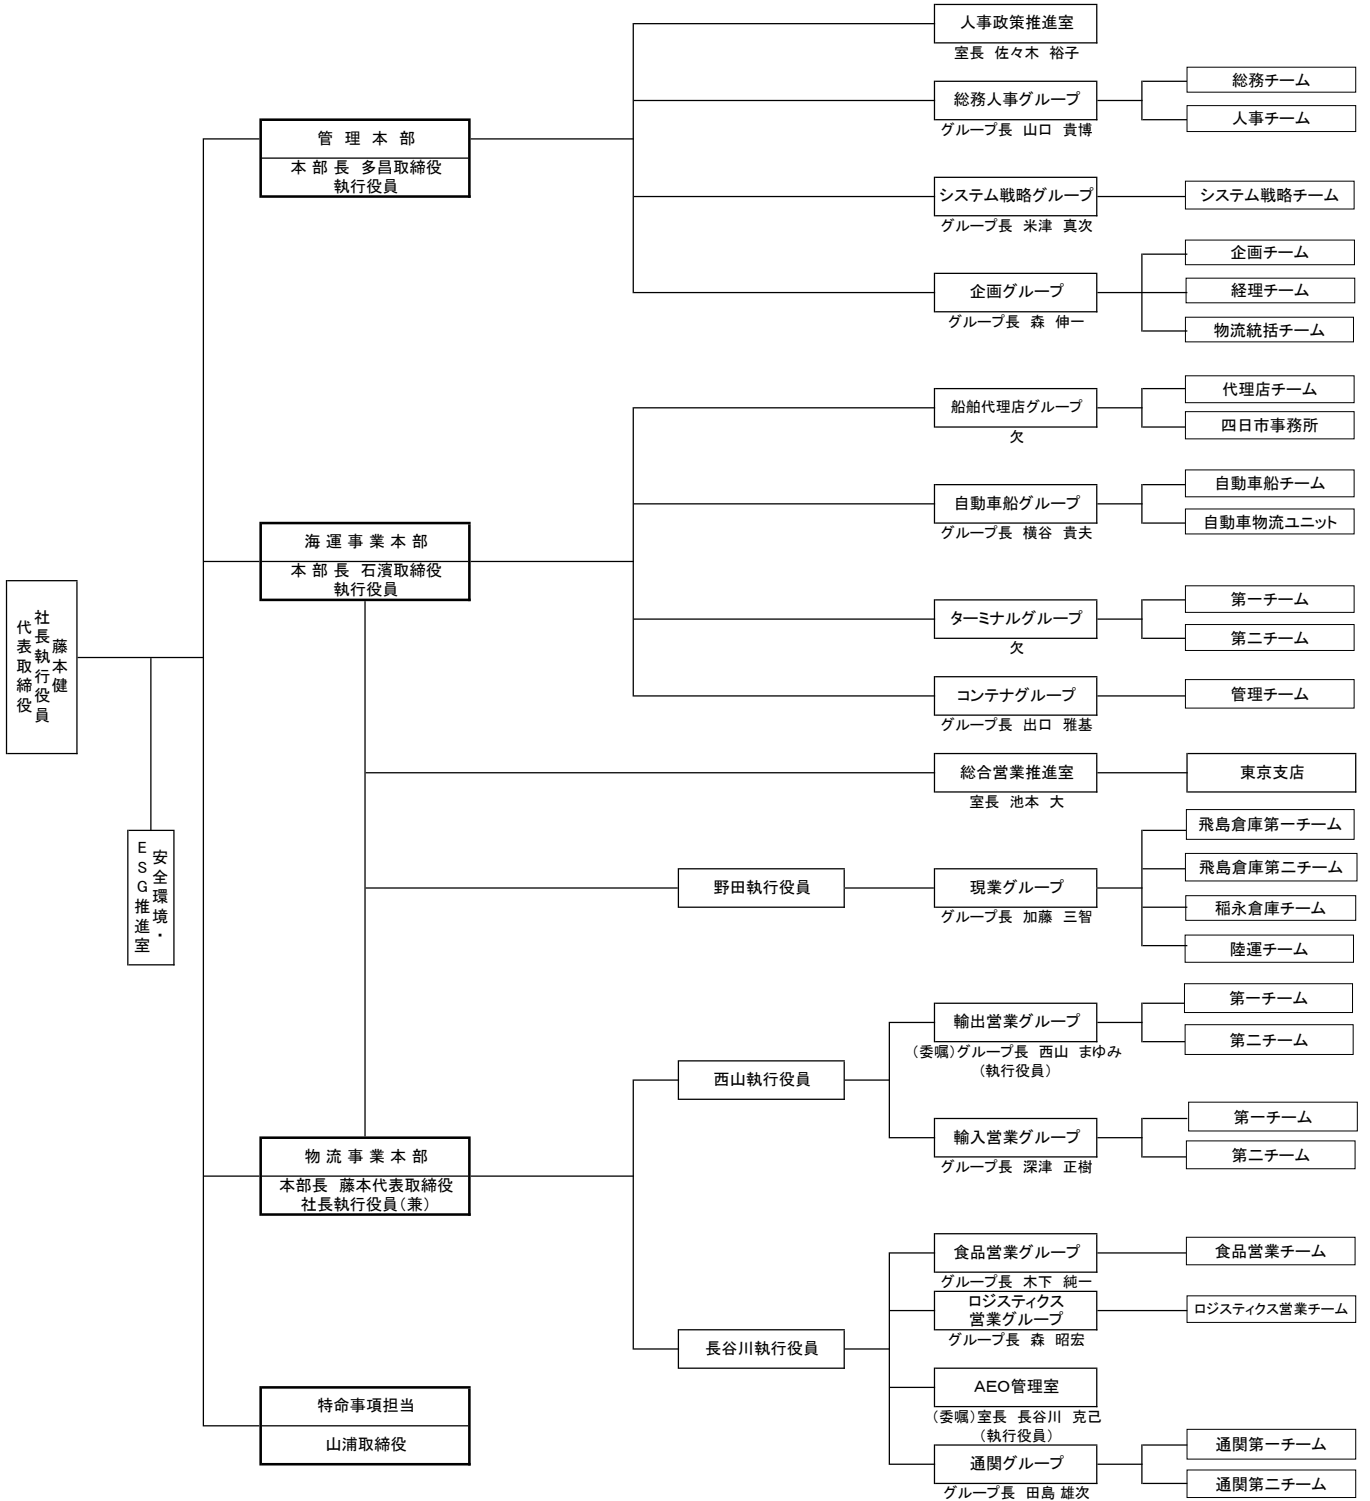 人事政策推進室
室長 佐々木 裕子
総務人事グループ
グループ長 山口 貴博
総務チーム
人事チーム
管 理 本 部
本 部 長 多昌取締役
執行役員
システム戦略グループ
グループ長 米津 真次
システム戦略チーム
企画グループ
グループ長 森 伸一
企画チーム
経理チーム
物流統括チーム
船舶代理店グループ
欠
代理店チーム
四日市事務所
自動車船グループ
グループ長 横谷 貴夫
自動車船チーム
自動車物流ユニット
海 運 事 業 本 部
本 部 長 石濱取締役
執行役員
ターミナルグループ
欠
第一チーム
第二チーム
藤本健
社長執行役員
代表取締役
コンテナグループ
グループ長 出口 雅基
管理チーム
総合営業推進室
室長 池本 大
東京支店
安全環境・
ESG推進室
野田執行役員
現業グループ
グループ長 加藤 三智
飛島倉庫第一チーム
飛島倉庫第二チーム
稲永倉庫チーム
陸運チーム
西山執行役員
輸出営業グループ
(委嘱)グループ長 西山 まゆみ
(執行役員)
第一チーム
第二チーム
輸入営業グループ
グループ長 深津 正樹
第一チーム
第二チーム
物 流 事 業 本 部
本部長 藤本代表取締役
社長執行役員(兼)
食品営業グループ
グループ長 木下 純一
食品営業チーム
ロジスティクス
営業グループ
グループ長 森 昭宏
ロジスティクス営業チーム
長谷川執行役員
AEO管理室
(委嘱)室長 長谷川 克己
(執行役員)
特命事項担当
山浦取締役
通関グループ
グループ長 田島 雄次
通関第一チーム
通関第二チーム